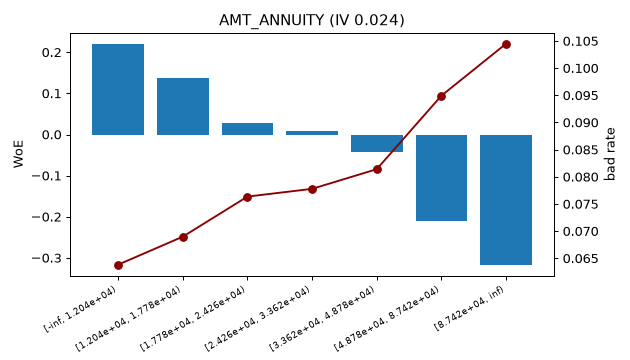 AMT_ANNUITY (IV 0.024)
WoE
0.2
0.1
0.0
−0.1
−0.2
−0.3
0.105
0.100
0.095
0.090
0.085
0.080
0.075
0.070
0.065
bad rate
[-inf, 1.204e+04)
[1.204e+04, 1.778e+04)
[1.778e+04, 2.426e+04)
[2.426e+04, 3.362e+04)
[3.362e+04, 4.878e+04)
[4.878e+04, 8.742e+04)
[8.742e+04, inf)